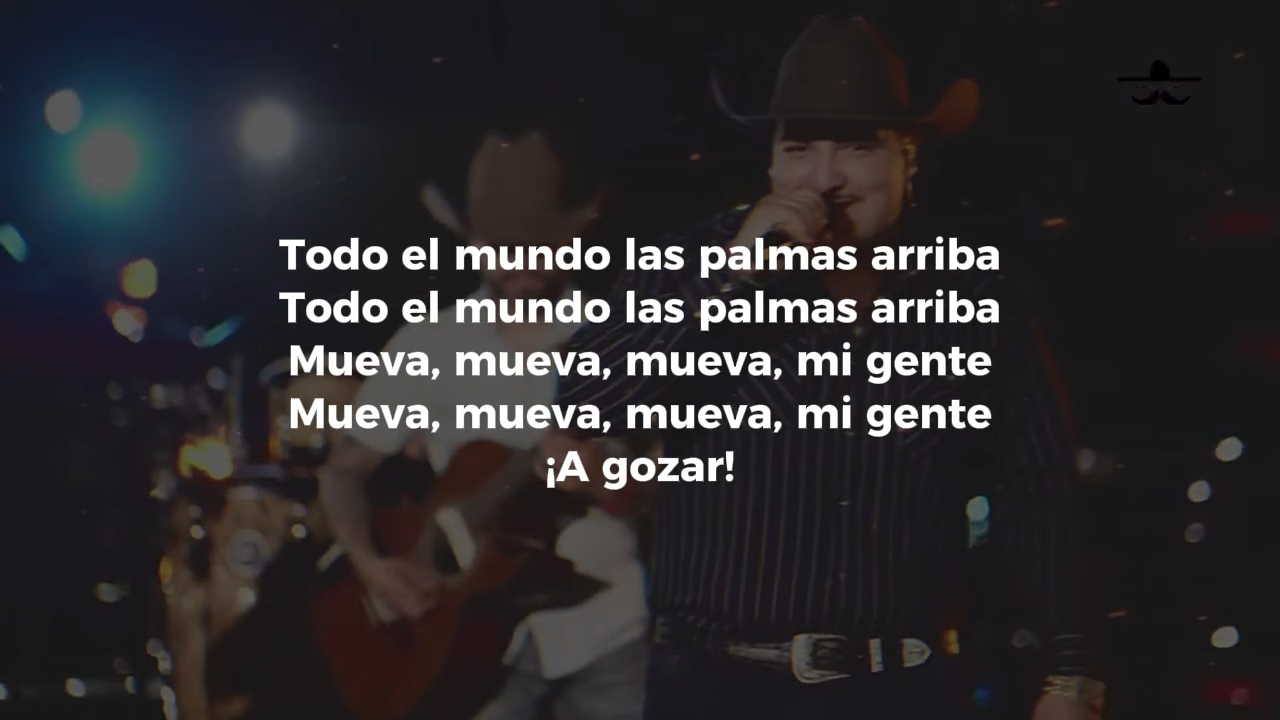 Todo el mundo las palmas arriba
Todo el mundo las palmas arriba
Mueva, mueva, mueva, mi gente
Mueva, mueva, mueva, mi gente
¡A gozar!